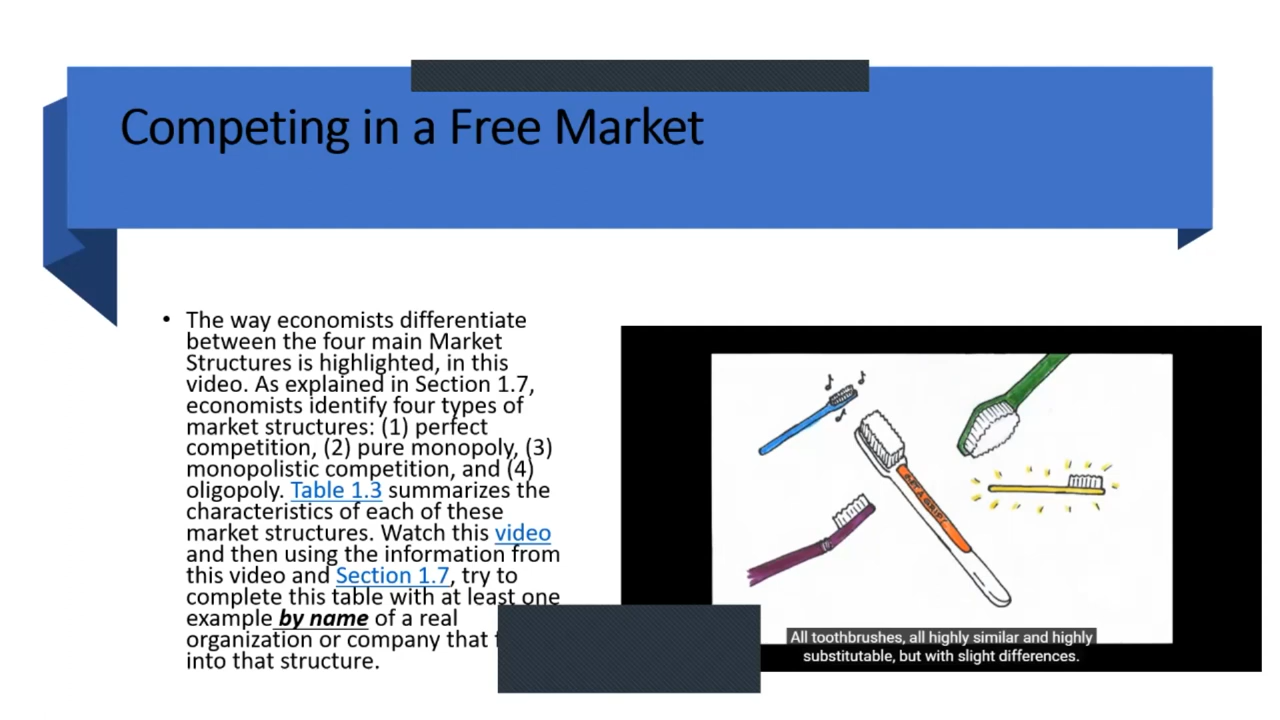 Competing in a Free Market
• The way economists differentiate
between the four main Market
Structures is highlighted, in this
video. As explained in Section 1.7,
economists identify four types of
market structures: (1) perfect
competition, (2) pure monopoly, (3)
monopolistic competition, and (4)
oligopoly. Table 1.3 summarizes the
characteristics of each of these
market structures. Watch this video
and then using the information from
this video and Section 1.7, try to
complete this table with at least one
example by name of a real
organization or company that
into that structure.
GET A GRIP!
All toothbrushes, all highly similar and highly
substitutable, but with slight differences.